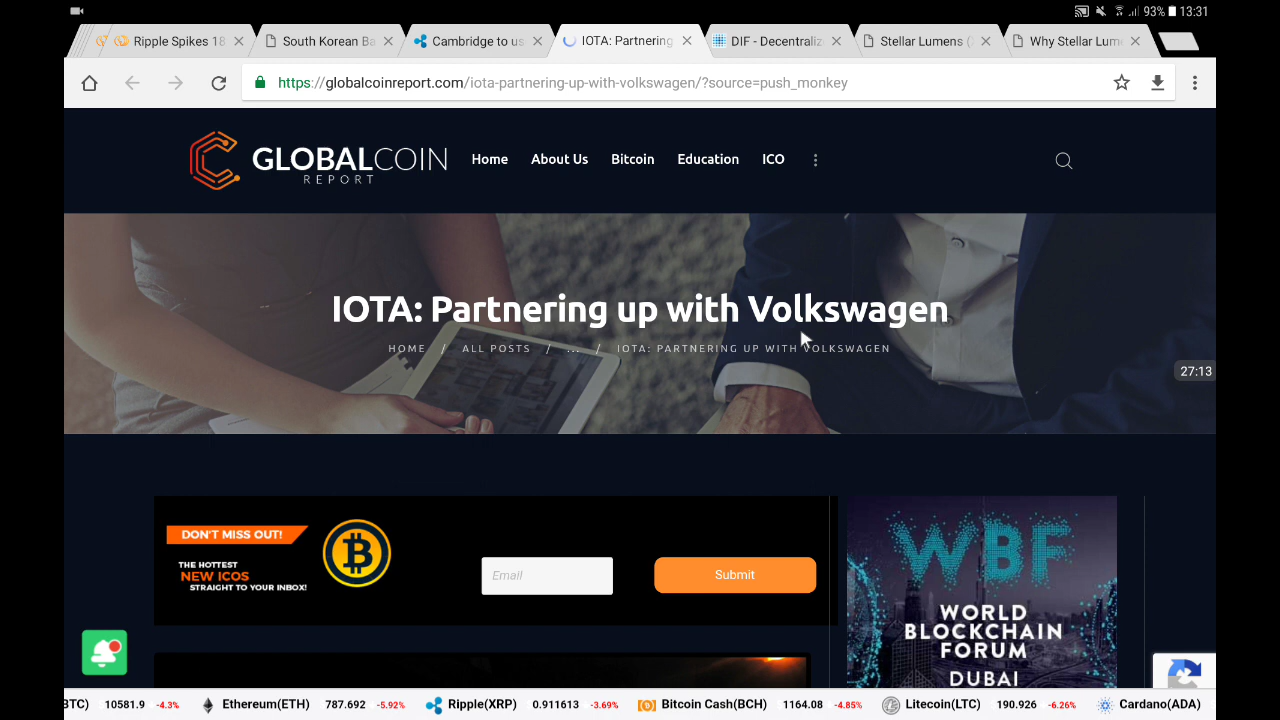 93% 13:31
Ripple Spikes 18
South Korean Ba
Cambridge to us
IOTA: Partnering
DIF - Decentraliz
Stellar Lumens (
Why Stellar Lum
https://globalcoinreport.com/iota-partnering-up-with-volkswagen/?source=push_monkey
GLOBALCOIN
REPORT
Home About Us Bitcoin Education ICO
IOTA: Partnering up with Volkswagen
HOME / ALL POSTS / ... / IOTA: PARTNERING UP WITH VOLKSWAGEN
27:13
DON'T MISS OUT!
THE HOTTEST
NEW ICOS
STRAIGHT TO YOUR INBOX!
Email
Submit
WBF
WORLD
BLOCKCHAIN
FORUM
DUBAI
BTC) 10581.9 -4.3% Ethereum(ETH) 787.692 -5.92% Ripple(XRP) 0.911613 -3.69% Bitcoin Cash(BCH) 1164.08 -4.85% Litecoin(LTC) 190.926 -6.26% Cardano(ADA)